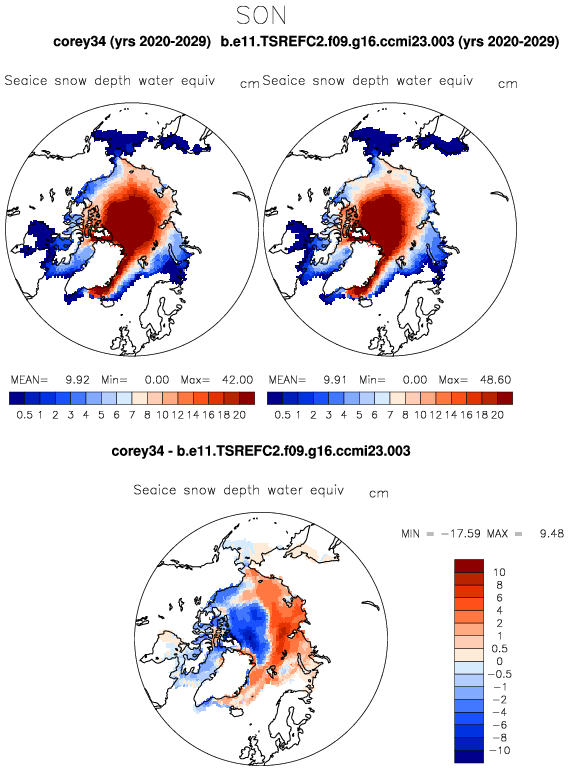 SON
corey34 (yrs 2020-2029) b.e11.TSREFC2.f09.g16.ccmi23.003 (yrs 2020-2029)
Seaice snow depth water equiv cm Seaice snow depth water equiv cm
MEAN= 9.92 Min= 0.00 Max= 42.00 MEAN= 9.91 Min= 0.00 Max= 48.60
0.5 1 2 3 4 5 6 7 8 10 12 14 16 18 20 0.5 1 2 3 4 5 6 7 8 10 12 14 16 18 20
corey34 - b.e11.TSREFC2.f09.g16.ccmi23.003
Seaice snow depth water equiv cm
MIN = -17.59 MAX = 9.48
10
8
6
4
2
1
0.5
0
-0.5
-1
-2
-4
-6
-8
-10